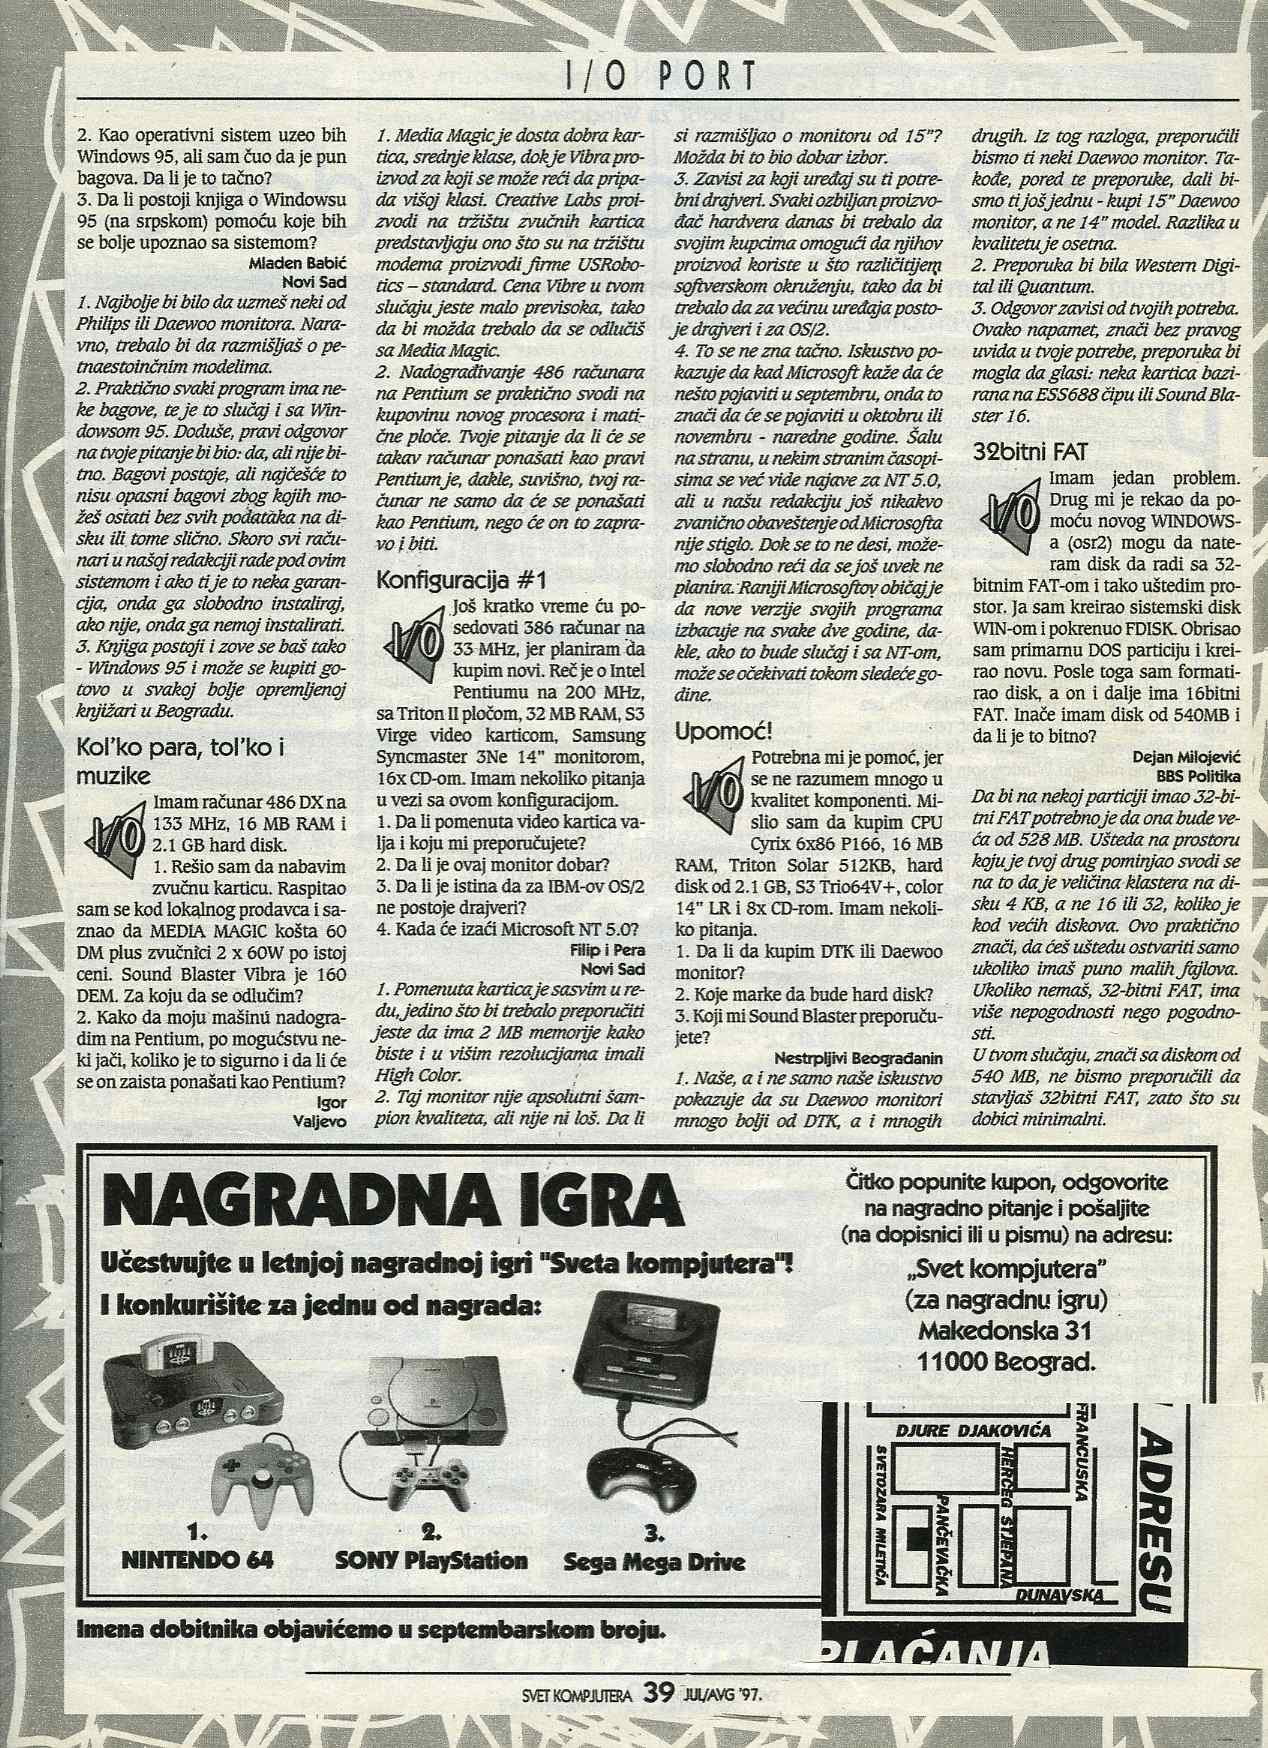 I/O PORT
2. Kao operativni sistem uzeo bih
Windows 95, ali sam čuo da je pun
bagova. Da li je to tačno?
3. Da li postoji knjiga o Windowsu
95 (na srpskom) pomoću koje bih
se bolje upoznao sa sistemom?
Mladen Babić
Novi Sad
1. Najbolje bi bilo da uzmeš neki od
Philips ili Daewoo monitora. Nara-
vno, trebalo bi da razmišljaš o pe-
tnaestoinčnim modelima.
2. Praktično svaki program ima ne-
ke bagove, te je to slučaj i sa Win-
dowsom 95. Doduše, pravi odgovor
na tvoje pitanje bi bio: da, ali nije bi-
tno. Bagovi postoje, ali najčešće to
nisu opasni bagovi zbog kojih mo-
žeš ostati bez svih podataka na di-
sku ili tome slično. Skoro svi raču-
nari u našoj redakciji rade pod ovim
sistemom i ako ti je to neka garan-
cija, onda ga slobodno instaliraj,
ako nije, onda ga nemoj instalirati.
3. Knjiga postoji i zove se baš tako
- Windows 95 i može se kupiti go-
tovo u svakoj bolje opremljenoj
knjižari u Beogradu.
Kol'ko para, tol'ko i
muzike
I/O
Imam računar 486 DX na
133 MHz, 16 MB RAM i
2.1 GB hard disk.
1. Rešio sam da nabavim
zvučnu karticu. Raspitao
sam se kod lokalnog prodavca i sa-
znao da MEDIA MAGIC košta 60
DM plus zvučnici 2 x 60W po istoj
ceni. Sound Blaster Vibra je 160
DEM. Za koju da se odlučim?
2. Kako da moju mašinu nadogra-
dim na Pentium, po mogućstvu ne-
ki jači, koliko je to sigurno i da li će
se on zaista ponašati kao Pentium?
Igor
Valjevo
1. Media Magic je dosta dobra kar-
tica, srednje klase, dok je Vibra pro-
izvod za koji se može reći da pripa-
da višoj klasi. Creative Labs proi-
zvodi na tržištu zvučnih kartica
predstavljaju ono što su na tržištu
modema proizvodi firme USRobo-
tics – standard. Cena Vibre u tvom
slučaju jeste malo previsoka, tako
da bi možda trebalo da se odlučiš
sa Media Magic.
2. Nadograđivanje 486 računara
na Pentium se praktično svodi na
kupovinu novog procesora i mati-
čne ploče. Tvoje pitanje da li će se
takav računar ponašati kao pravi
Pentium je, dakle, suvišno, tvoj ra-
čunar ne samo da će se ponašati
kao Pentium, nego će on to zapra-
vo i biti.
Konfiguracija #1
I/O
Još kratko vreme ću po-
sedovati 386 računar na
33 MHz, jer planiram da
kupim novi. Reč je o Intel
Pentiumu na 200 MHz,
sa Triton II pločom, 32 MB RAM, S3
Virge video karticom, Samsung
Syncmaster 3Ne 14" monitorom,
16x CD-om. Imam nekoliko pitanja
u vezi sa ovom konfiguracijom.
1. Da li pomenuta video kartica va-
lja i koju mi preporučujete?
2. Da li je ovaj monitor dobar?
3. Da li je istina da za IBM-ov OS/2
ne postoje drajveri?
4. Kada će izaći Microsoft NT 5.0?
Filip i Pera
Novi Sad
1. Pomenuta kartica je sasvim u re-
du, jedino što bi trebalo preporučiti
jeste da ima 2 MB memorije kako
biste i u višim rezolucijama imali
High Color.
2. Taj monitor nije apsolutni šam-
pion kvaliteta, ali nije ni loš. Da li
si razmišljao o monitoru od 15"?
Možda bi to bio dobar izbor.
3. Zavisi za koji uređaj su ti potre-
bni drajveri. Svaki ozbiljan proizvo-
đač hardvera danas bi trebalo da
svojim kupcima omogući da njihov
proizvod koriste u što različitijem
softverskom okruženju, tako da bi
trebalo da za većinu uređaja posto-
je drajveri i za OS/2.
4. To se ne zna tačno. Iskustvo po-
kazuje da kad Microsoft kaže da će
nešto pojaviti u septembru, onda to
znači da će se pojaviti u oktobru ili
novembru - naredne godine. Šalu
na stranu, u nekim stranim časopi-
sima se već vide najave za NT 5.0,
ali u našu redakciju još nikakvo
zvanično obaveštenje od Microsofta
nije stiglo. Dok se to ne desi, može-
mo slobodno reći da se još uvek ne
planira. Raniji Microsoftov običaj je
da nove verzije svojih programa
izbacuje na svake dve godine, da-
kle, ako to bude slučaj i sa NT-om,
može se očekivati tokom sledeće go-
dine.
Upomoć!
I/O
Potrebna mi je pomoć, jer
se ne razumem mnogo u
kvalitet komponenti. Mi-
slio sam da kupim CPU
Cyrix 6x86 P166, 16 MB
RAM, Triton Solar 512KB, hard
disk od 2.1 GB, S3 Trio64V+, color
14" LR i 8x CD-rom. Imam nekoli-
ko pitanja.
1. Da li da kupim DTK ili Daewoo
monitor?
2. Koje marke da bude hard disk?
3. Koji mi Sound Blaster preporuču-
jete?
Nestrpljivi Beograđanin
1. Naše, a i ne samo naše iskustvo
pokazuje da su Daewoo monitori
mnogo bolji od DTK, a i mnogih
drugih. Iz tog razloga, preporučili
bismo ti neki Daewoo monitor. Ta-
kođe, pored te preporuke, dali bi-
smo ti još jednu - kupi 15" Daewoo
monitor, a ne 14" model. Razlika u
kvalitetu je osetna.
2. Preporuka bi bila Western Digi-
tal ili Quantum.
3. Odgovor zavisi od tvojih potreba.
Ovako napamet, znači bez pravog
uvida u tvoje potrebe, preporuka bi
mogla da glasi: neka kartica bazi-
rana na ESS688 čipu ili Sound Bla-
ster 16.
32bitni FAT
I/O
Imam jedan problem.
Drug mi je rekao da po-
moću novog WINDOWS-
a (osr2) mogu da nate-
ram disk da radi sa 32-
bitnim FAT-om i tako uštedim pro-
stor. Ja sam kreirao sistemski disk
WIN-om i pokrenuo FDISK. Obrisao
sam primarnu DOS particiju i krei-
rao novu. Posle toga sam formati-
rao disk, a on i dalje ima 16bitni
FAT. Inače imam disk od 540MB i
da li je to bitno?
Dejan Milojević
BBS Politika
Da bi na nekoj particiji imao 32-bi-
tni FAT potrebno je da ona bude ve-
ća od 528 MB. Ušteda na prostoru
koju je tvoj drug pominjao svodi se
na to da je veličina klastera na di-
sku 4 KB, a ne 16 ili 32, koliko je
kod većih diskova. Ovo praktično
znači, da ćeš uštedu ostvariti samo
ukoliko imaš puno malih fajlova.
Ukoliko nemaš, 32-bitni FAT, ima
više nepogodnosti nego pogodno-
sti.
U tvom slučaju, znači sa diskom od
540 MB, ne bismo preporučili da
stavljaš 32bitni FAT, zato što su
dobici minimalni.
NAGRADNA IGRA
Učestvujte u letnjoj nagradnoj igri "Sveta kompjutera"!
I konkurišite za jednu od nagrada:
1.
NINTENDO 64
2.
SONY PlayStation
3.
Sega Mega Drive
Čitko popunite kupon, odgovorite
na nagradno pitanje i pošaljite
(na dopisnici ili u pismu) na adresu:
„Svet kompjutera”
(za nagradnu igru)
Makedonska 31
11000 Beograd.
DJURE DJAKOVIĆA
FRANCUSKA
SVETOZARA MILETIĆA
PANČEVAČKA
HERCEG STJEPANA
DUNAVSKA
ADRESU
PLAĆANJA
Imena dobitnika objavićemo u septembarskom broju.
SVET KOMPJUTERA 39 JUL/AVG '97.